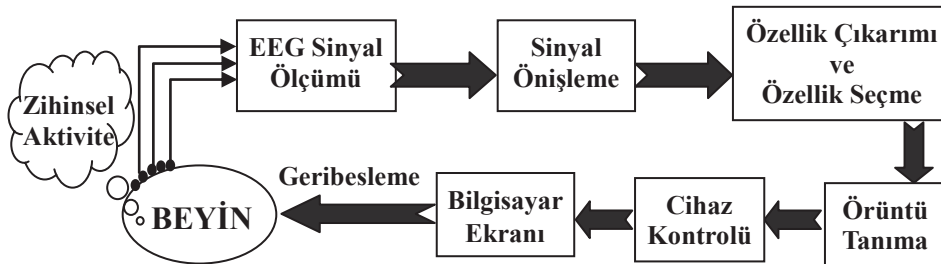 Zihinsel
Aktivite
EEG Sinyal
Ölçümü
Sinyal
Önişleme
Özellik Çıkarımı
ve
Özellik Seçme
Örüntü
Tanıma
Cihaz
Kontrolü
Bilgisayar
Ekranı
Geribesleme
BEYİN